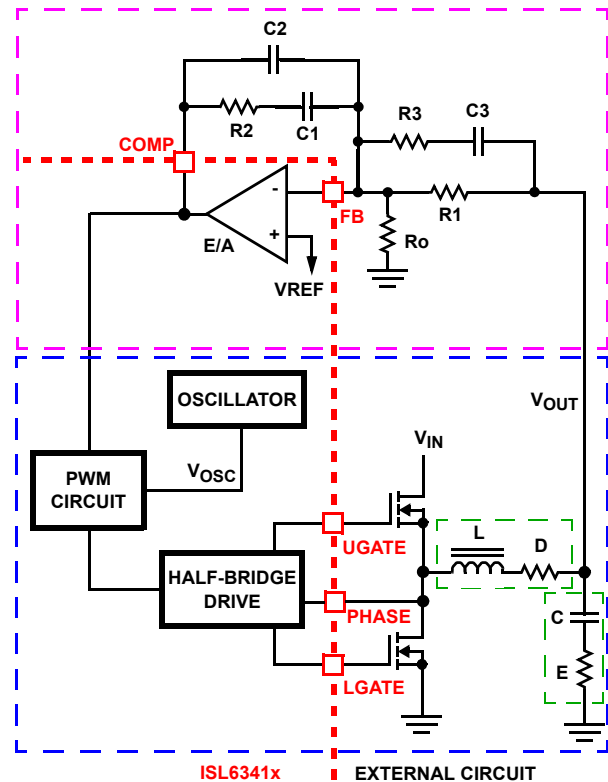 C2
R2
C1
R3
C3
COMP
-
FB
R1
+
E/A
Ro
VREF
OSCILLATOR
VOUT
VIN
PWM
CIRCUIT
VOSC
UGATE
L
D
HALF-BRIDGE
DRIVE
PHASE
C
E
LGATE
ISL6341x
EXTERNAL CIRCUIT